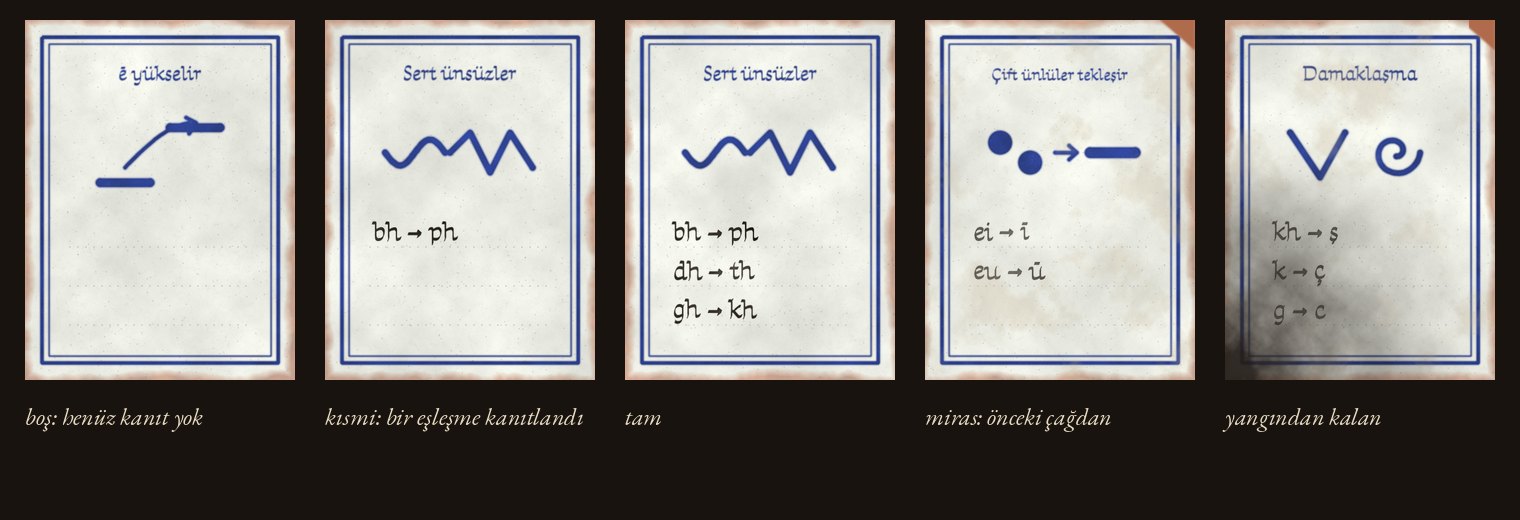 ē yükselir
boş: henüz kanıt yok
Sert ünsüzler
bh → ph
kısmi: bir eşleşme kanıtlandı
Sert ünsüzler
bh → ph
dh → th
gh → kh
tam
Çift ünlüler tekleşir
ei → ī
eu → ū
miras: önceki çağdan
Damaklaşma
kh → ş
k → ç
g → c
yangından kalan